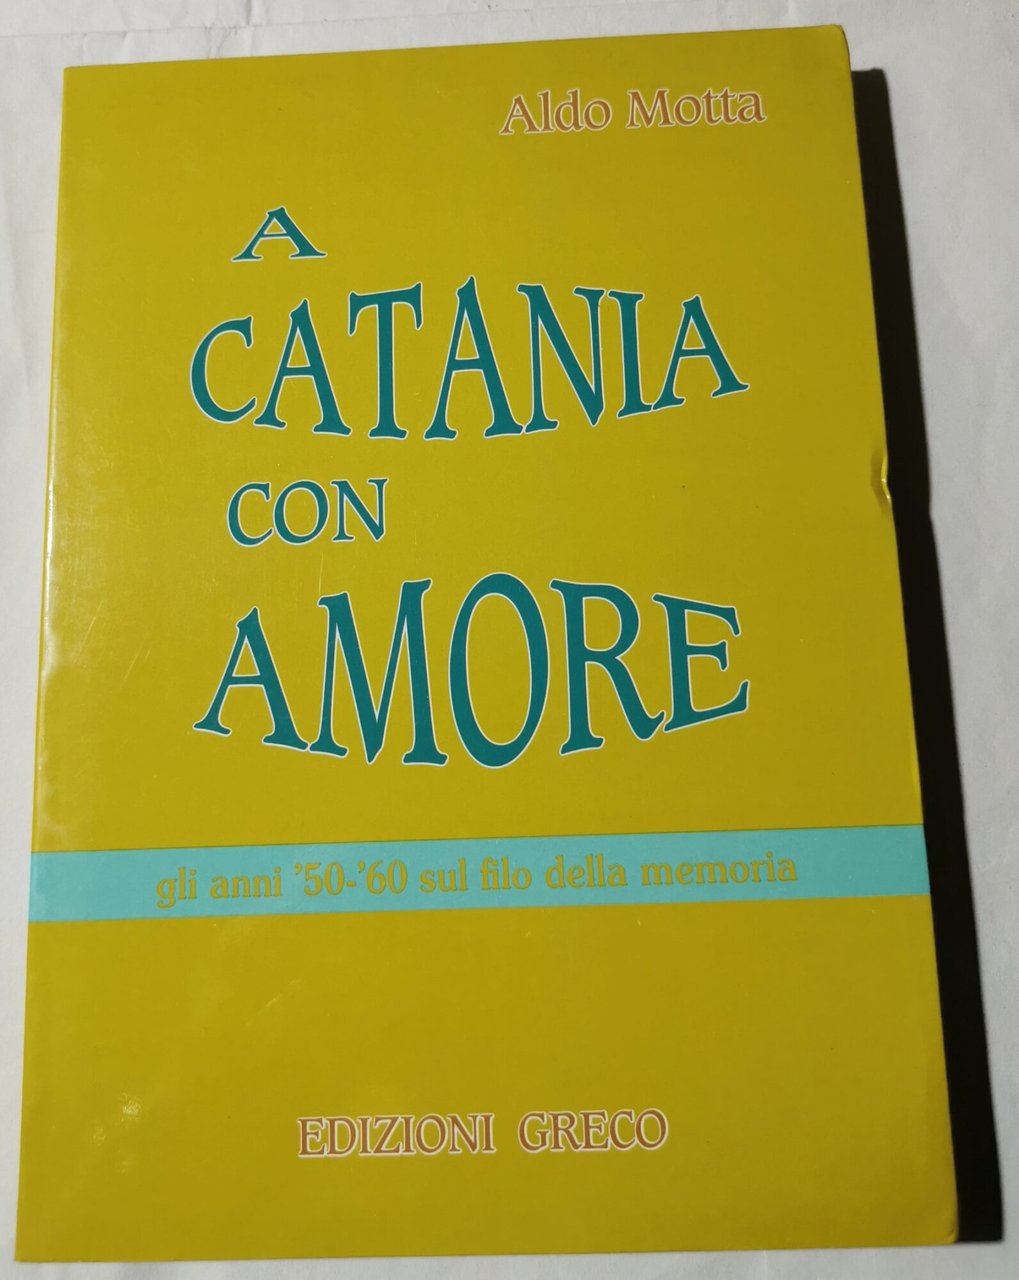 Aldo Motta
A
CATANIA
CON
AMORE
gli anni '50-'60 sul filo della memoria
EDIZIONI GRECO